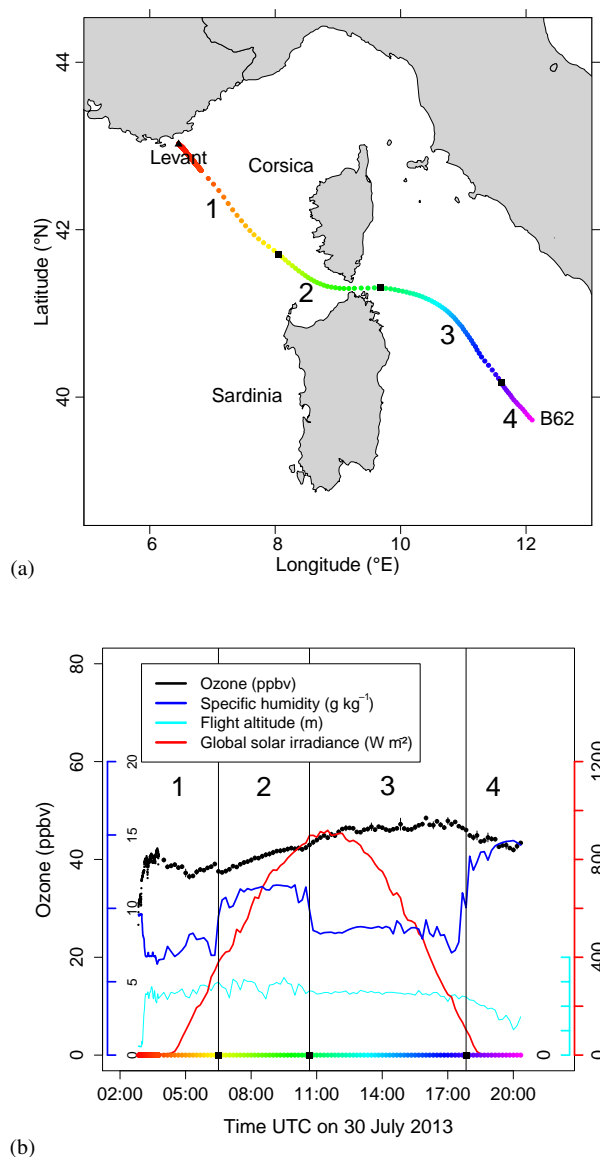 44
Levant
Corsica
1
42
2
3
40
Sardinia
4
B62
Latitude (°N)
6
8
10
12
Longitude (°E)
(a)
80
Ozone (ppbv)
Specific humidity (g kg⁻¹)
Flight altitude (m)
Global solar irradiance (W m²)
60
20
1200
1
2
3
4
15
900
40
Ozone (ppbv)
10
600
20
5
400
300
0
0
0
0
02:00
05:00
08:00
11:00
14:00
17:00
20:00
Time UTC on 30 July 2013
(b)